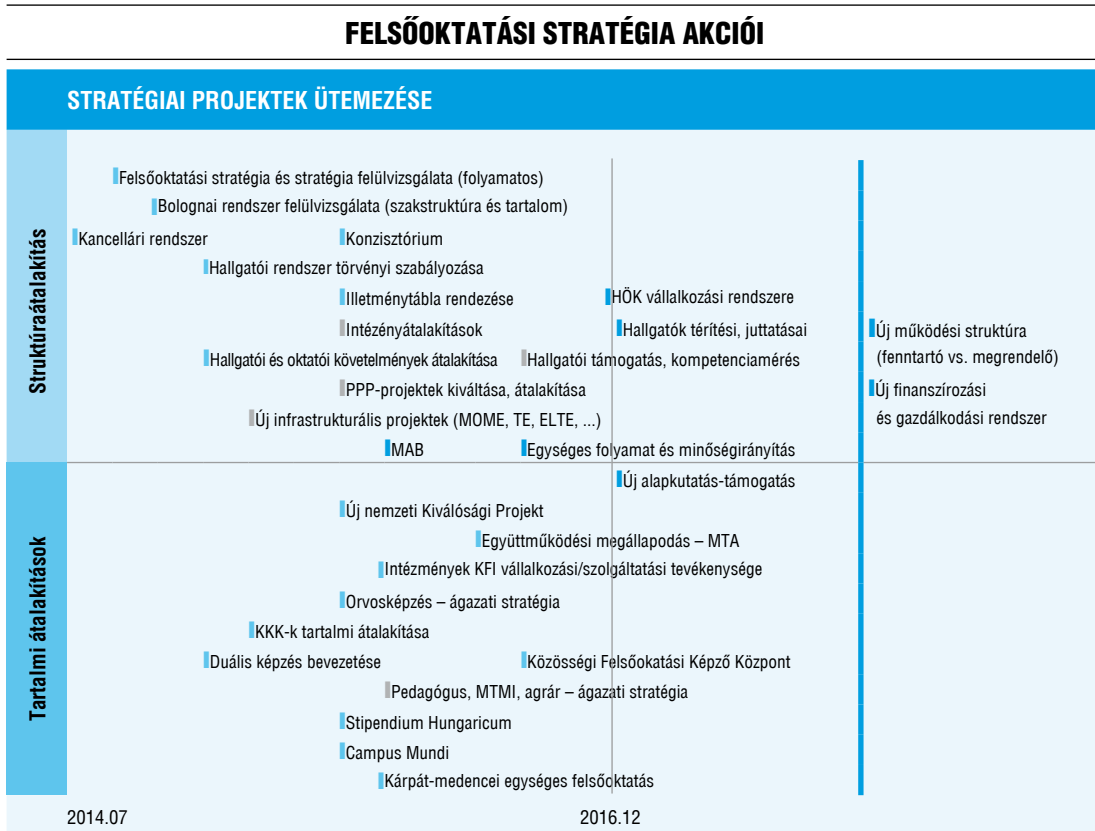 FELSŐOKTATÁSI STRATÉGIA AKCIÓI
STRATÉGIAI PROJEKTEK ÜTEMEZÉSE
Struktúraátalakítás
Felsőoktatási stratégia és stratégia felülvizsgálata (folyamatos)
Bolognai rendszer felülvizsgálata (szakstruktúra és tartalom)
Kancellári rendszer
Konzisztórium
Hallgatói rendszer törvényi szabályozása
Illetménytábla rendezése
HÖK vállalkozási rendszere
Intézényátalakítások
Hallgatók térítési, juttatásai
Új működési struktúra
(fenntartó vs. megrendelő)
Hallgatói és oktatói követelmények átalakítása
Hallgatói támogatás, kompetenciamérés
PPP-projektek kiváltása, átalakítása
Új finanszírozási
és gazdálkodási rendszer
Új infrastrukturális projektek (MOME, TE, ELTE, ...)
MAB
Egységes folyamat és minőségirányítás
Tartalmi átalakítások
Új alapkutatás-támogatás
Új nemzeti Kiválósági Projekt
Együttműködési megállapodás – MTA
Intézmények KFI vállalkozási/szolgáltatási tevékenysége
Orvosképzés – ágazati stratégia
KKK-k tartalmi átalakítása
Duális képzés bevezetése
Közösségi Felsőokatási Képző Központ
Pedagógus, MTMI, agrár – ágazati stratégia
Stipendium Hungaricum
Campus Mundi
Kárpát-medencei egységes felsőoktatás
2014.07
2016.12